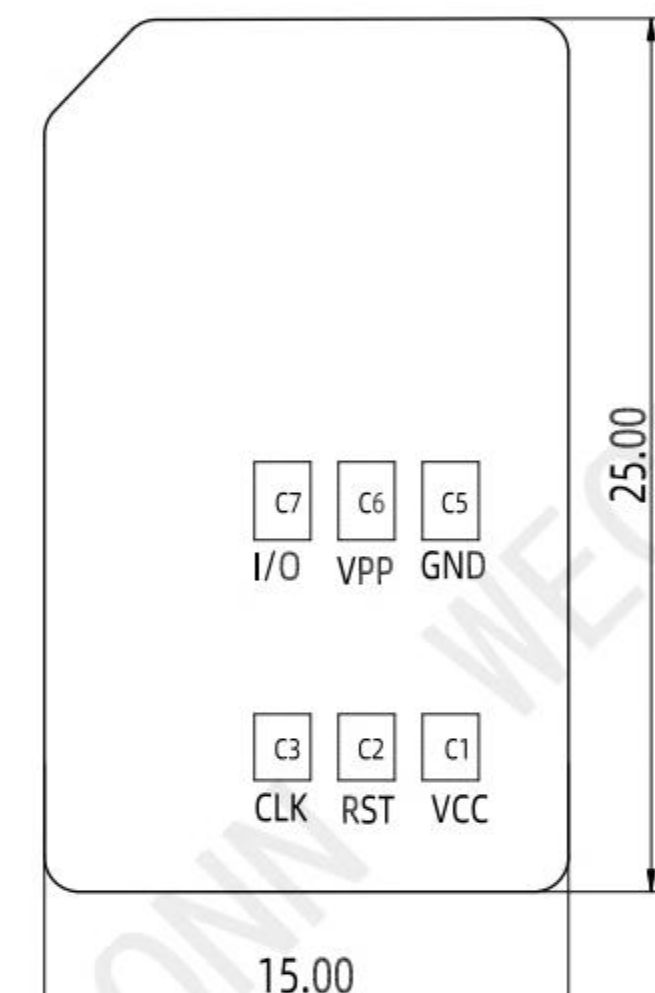 C7 C6 C5
I/O VPP GND
25.00
C3 C2 C1
CLK RST VCC
15.00